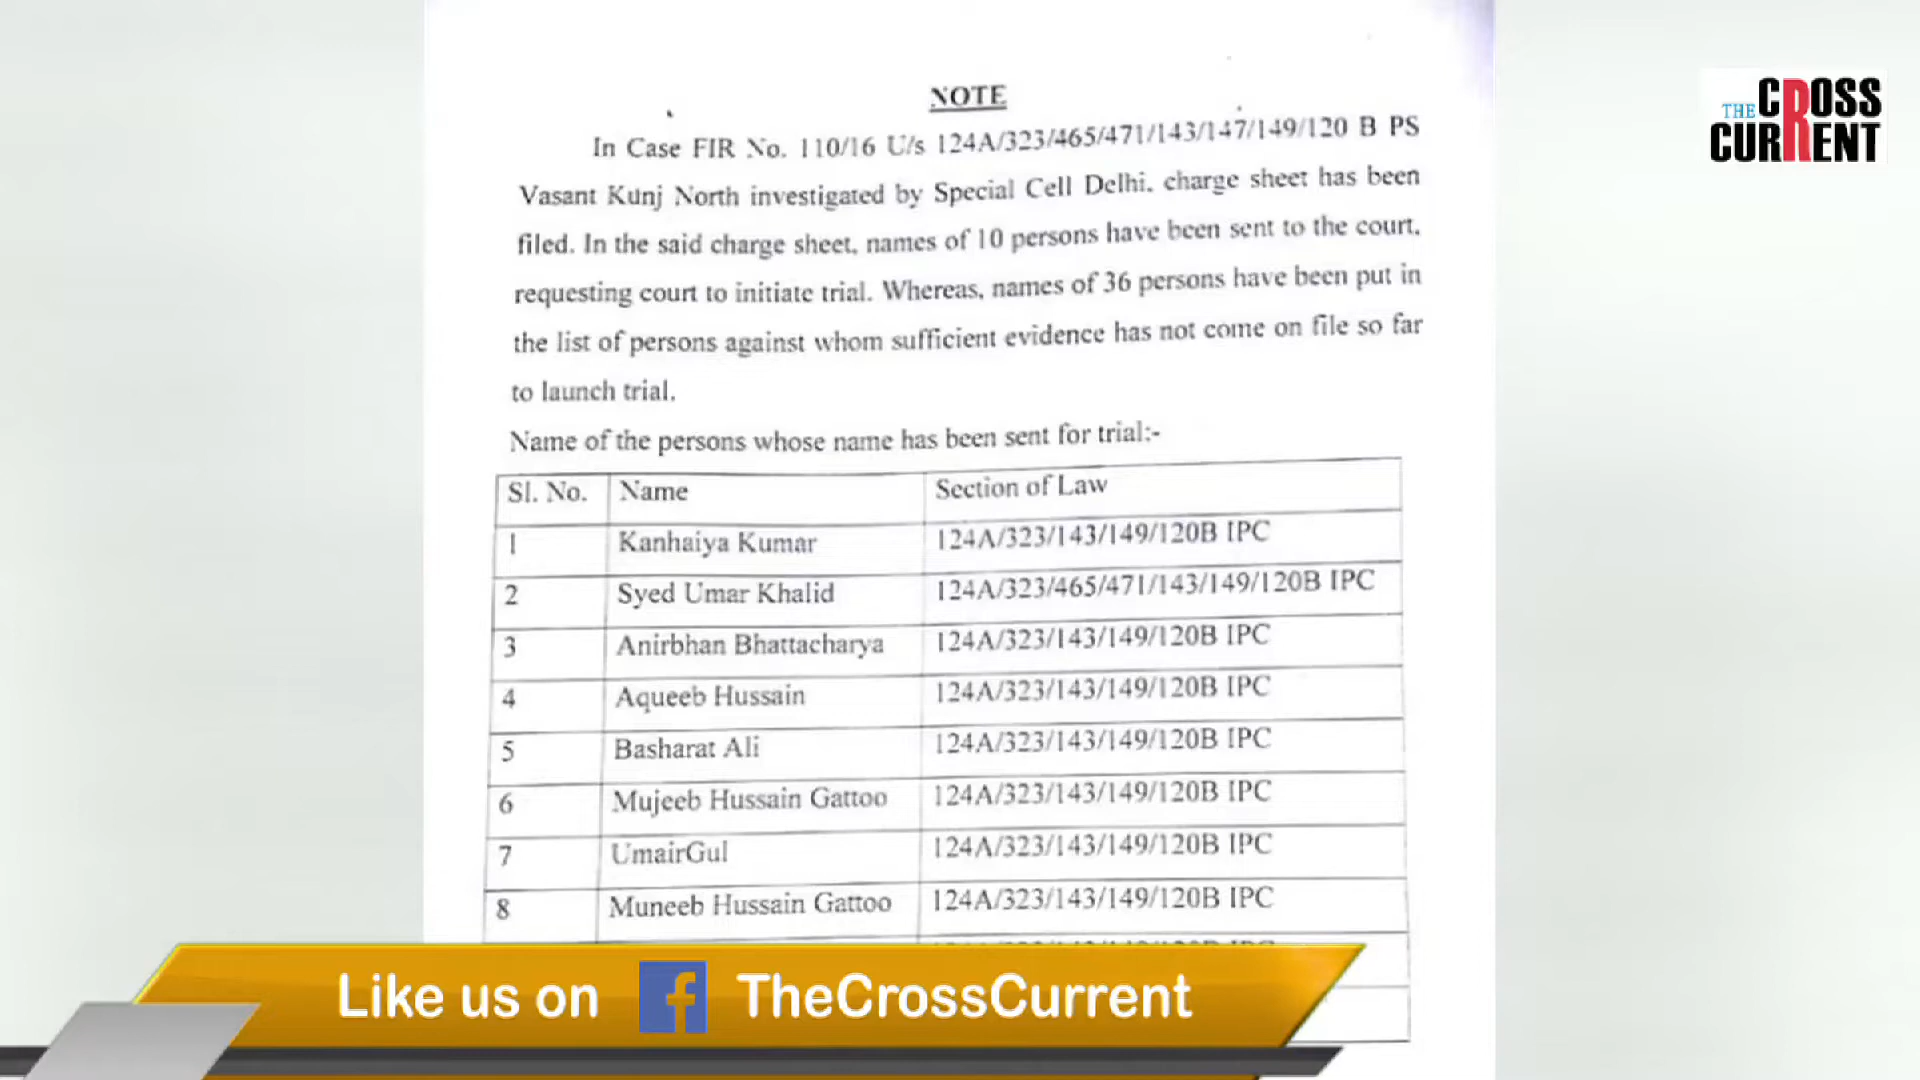 THE CROSS
CURRENT
NOTE
In Case FIR No. 110/16 U/s 124A/323/465/471/143/147/149/120 B PS
Vasant Kunj North investigated by Special Cell Delhi, charge sheet has been
filed. In the said charge sheet, names of 10 persons have been sent to the court,
requesting court to initiate trial. Whereas, names of 36 persons have been put in
the list of persons against whom sufficient evidence has not come on file so far
to launch trial.
Name of the persons whose name has been sent for trial:-
Sl. No. Name Section of Law
1 Kanhaiya Kumar 124A/323/143/149/120B IPC
2 Syed Umar Khalid 124A/323/465/471/143/149/120B IPC
3 Anirbhan Bhattacharya 124A/323/143/149/120B IPC
4 Aqueeb Hussain 124A/323/143/149/120B IPC
5 Basharat Ali 124A/323/143/149/120B IPC
6 Mujeeb Hussain Gattoo 124A/323/143/149/120B IPC
7 UmairGul 124A/323/143/149/120B IPC
8 Muneeb Hussain Gattoo 124A/323/143/149/120B IPC
Like us on f TheCrossCurrent